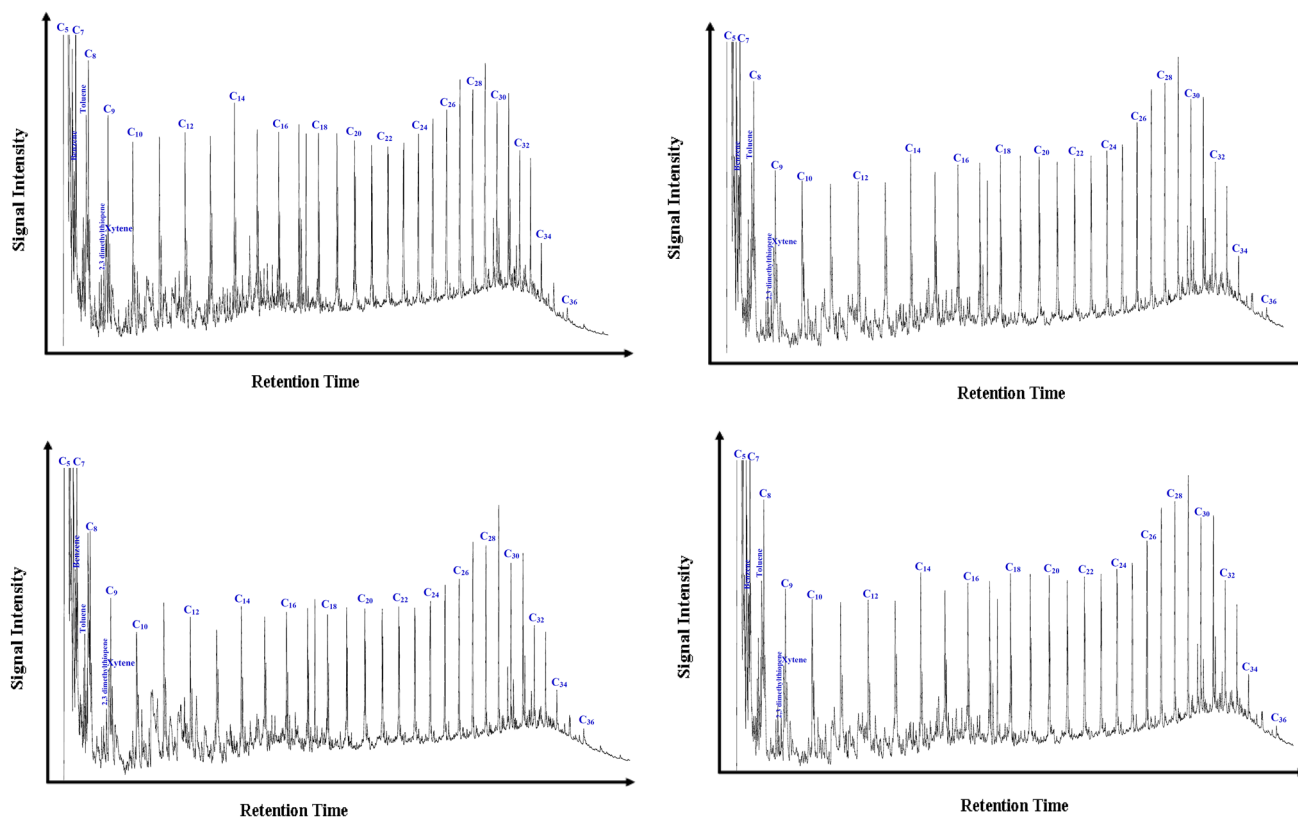 C5 C7
C8
Toluene
Benzene
C9
2,3 dimethylthiopene
Xytene
C10
C12
C14
C16
C18
C20
C22
C24
C26
C28
C30
C32
C34
C36
Signal Intensity
Retention Time
C5 C7
C8
Benzene
Toluene
C9
2,3 dimethylthiopene
Xytene
C10
C12
C14
C16
C18
C20
C22
C24
C26
C28
C30
C32
C34
C36
Signal Intensity
Retention Time
C5 C7
C8
Benzene
Toluene
C9
2,3 dimethylthiopene
Xytene
C10
C12
C14
C16
C18
C20
C22
C24
C26
C28
C30
C32
C34
C36
Signal Intensity
Retention Time
C5 C7
C8
Benzene
Toluene
C9
2,3 dimethylthiopene
Xytene
C10
C12
C14
C16
C18
C20
C22
C24
C26
C28
C30
C32
C34
C36
Signal Intensity
Retention Time